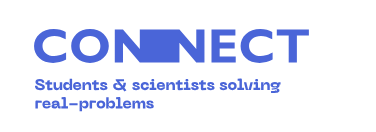 CONNECT
Students & scientists solving
real-problems